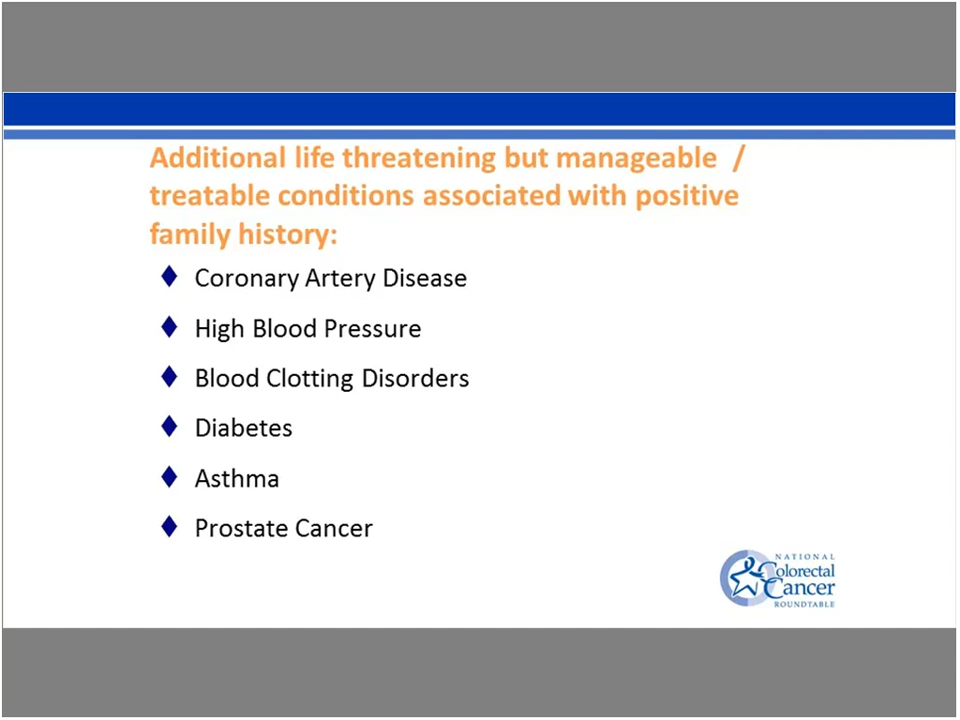 Additional life threatening but manageable /
treatable conditions associated with positive
family history:
Coronary Artery Disease
High Blood Pressure
Blood Clotting Disorders
Diabetes
Asthma
Prostate Cancer
NATIONAL
Colorectal
Cancer
ROUNDTABLE